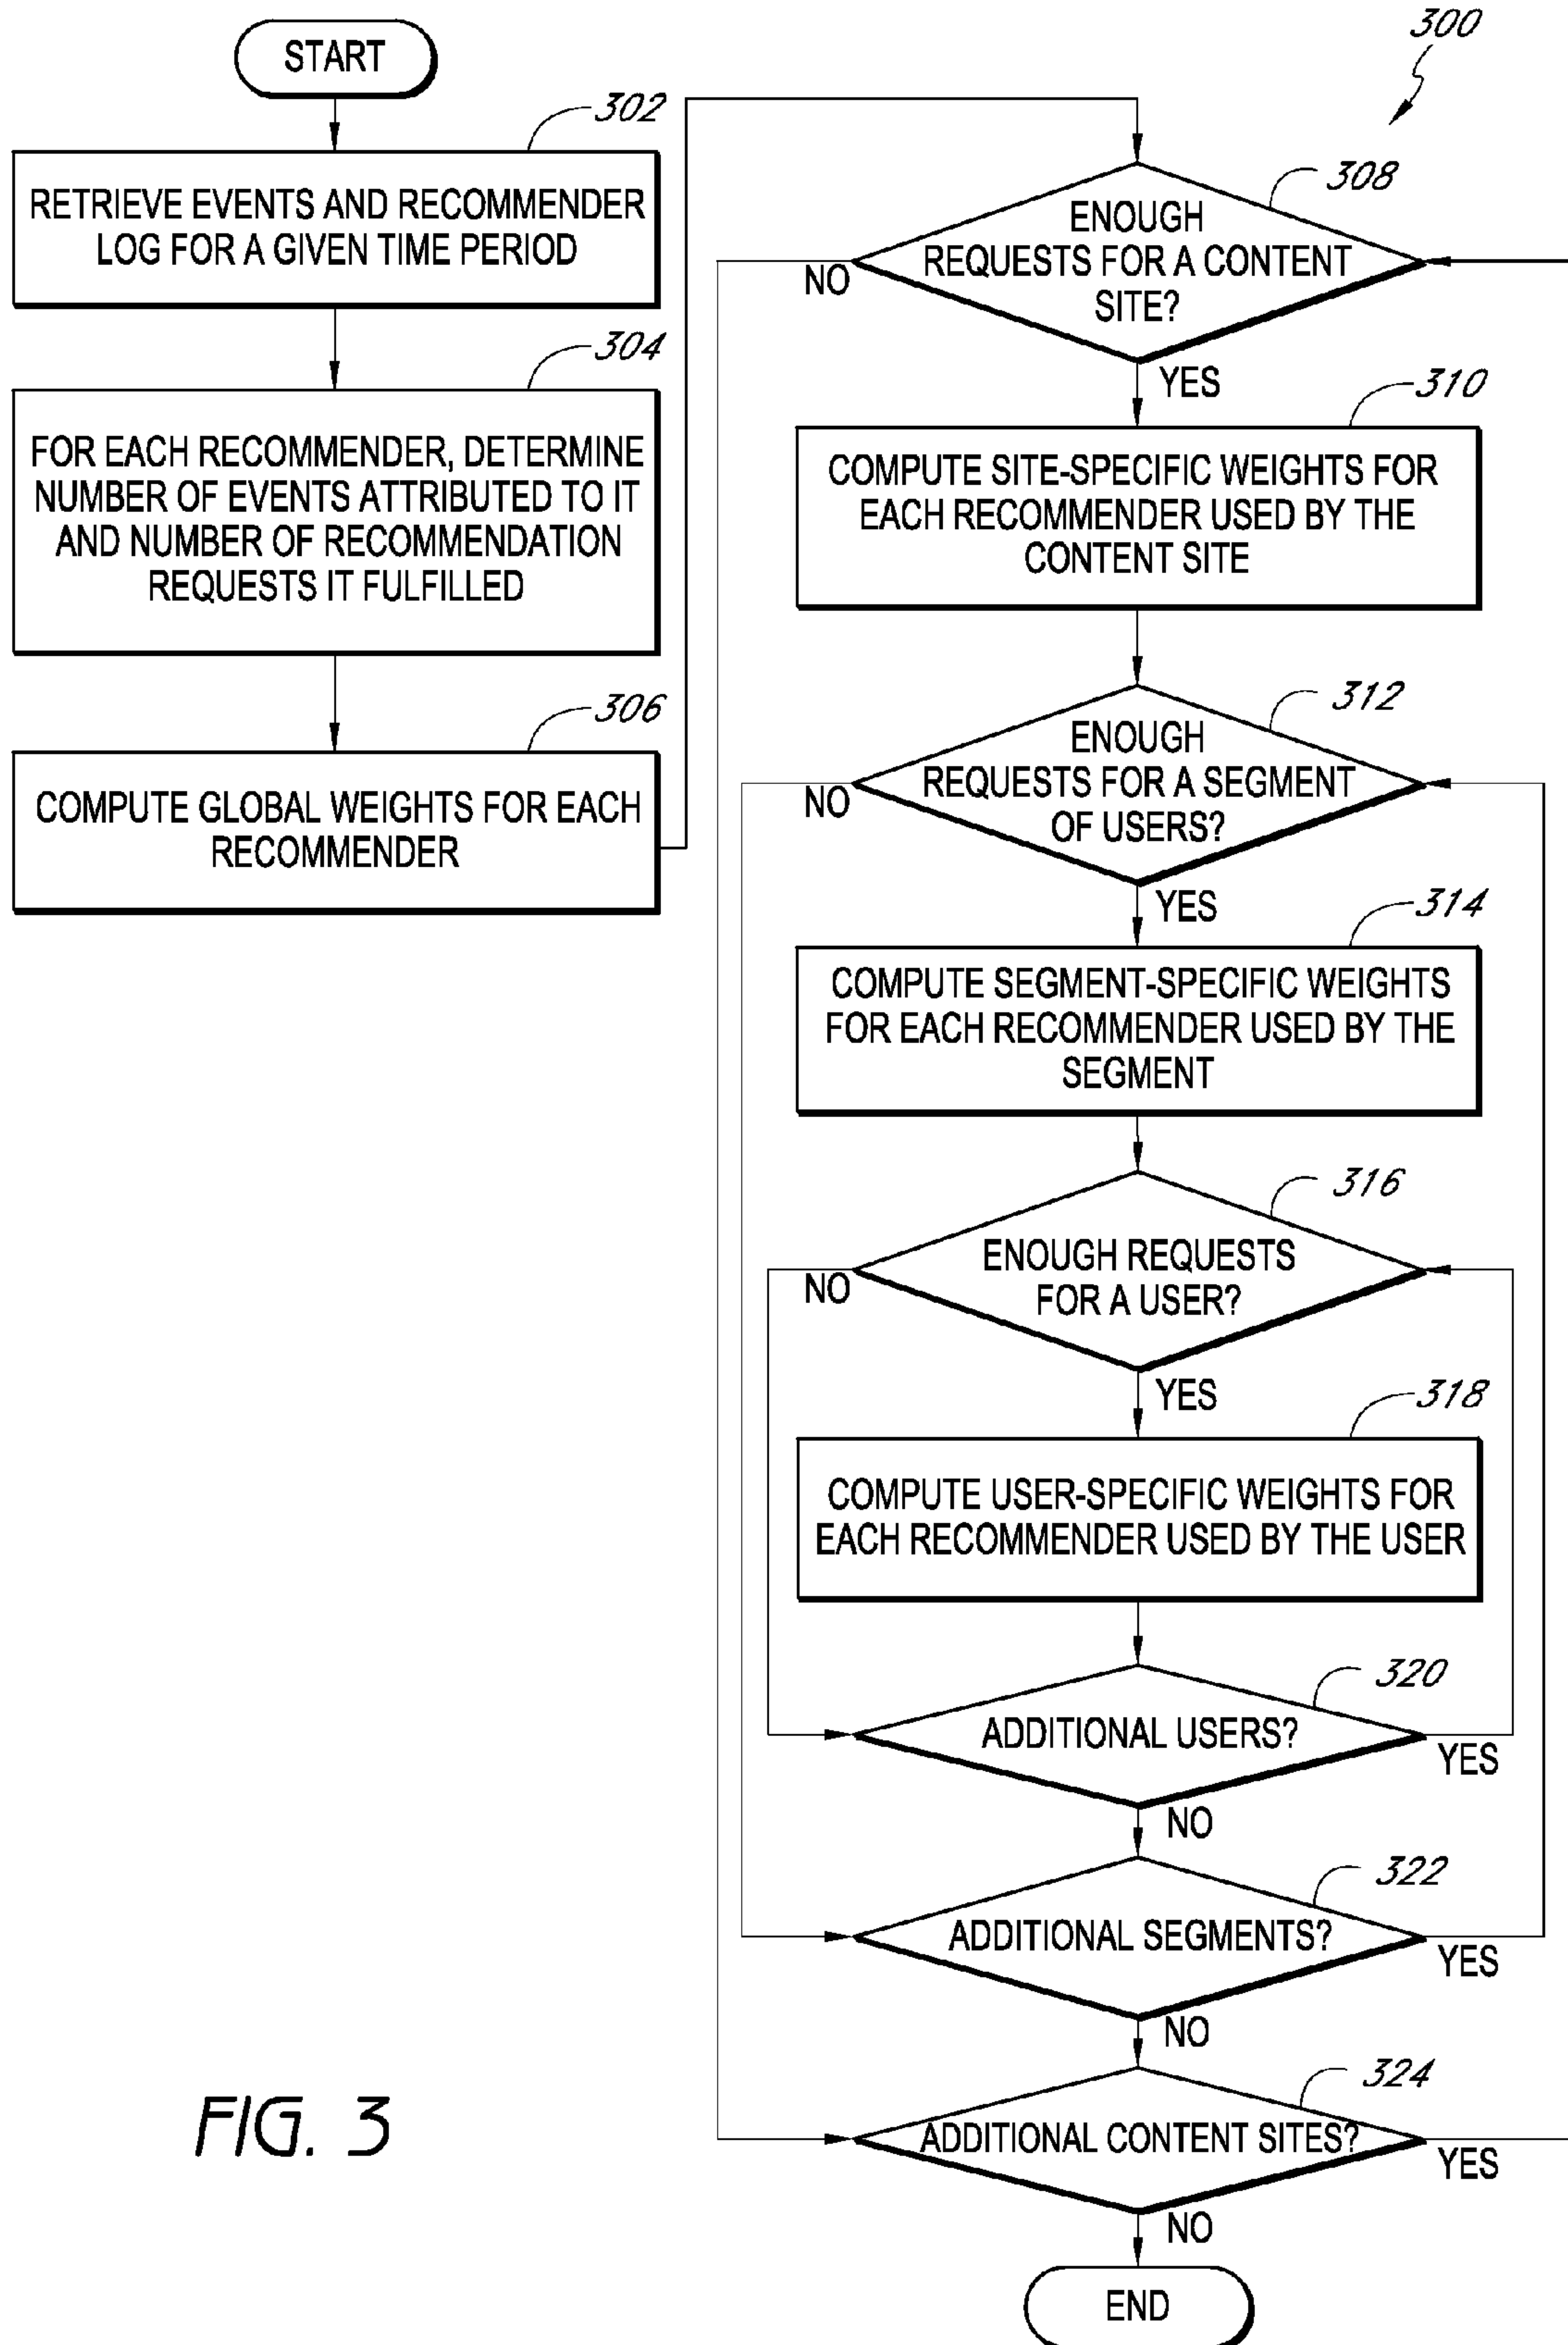 START
302
RETRIEVE EVENTS AND RECOMMENDER
LOG FOR A GIVEN TIME PERIOD
304
FOR EACH RECOMMENDER, DETERMINE
NUMBER OF EVENTS ATTRIBUTED TO IT
AND NUMBER OF RECOMMENDATION
REQUESTS IT FULFILLED
306
COMPUTE GLOBAL WEIGHTS FOR EACH
RECOMMENDER
300
308
ENOUGH
REQUESTS FOR A CONTENT
SITE?
NO
YES
310
COMPUTE SITE-SPECIFIC WEIGHTS FOR
EACH RECOMMENDER USED BY THE
CONTENT SITE
312
ENOUGH
REQUESTS FOR A SEGMENT
OF USERS?
NO
YES
314
COMPUTE SEGMENT-SPECIFIC WEIGHTS
FOR EACH RECOMMENDER USED BY THE
SEGMENT
316
ENOUGH REQUESTS
FOR A USER?
NO
YES
318
COMPUTE USER-SPECIFIC WEIGHTS FOR
EACH RECOMMENDER USED BY THE USER
320
ADDITIONAL USERS?
YES
NO
322
ADDITIONAL SEGMENTS?
YES
NO
324
ADDITIONAL CONTENT SITES?
YES
NO
END
FIG. 3